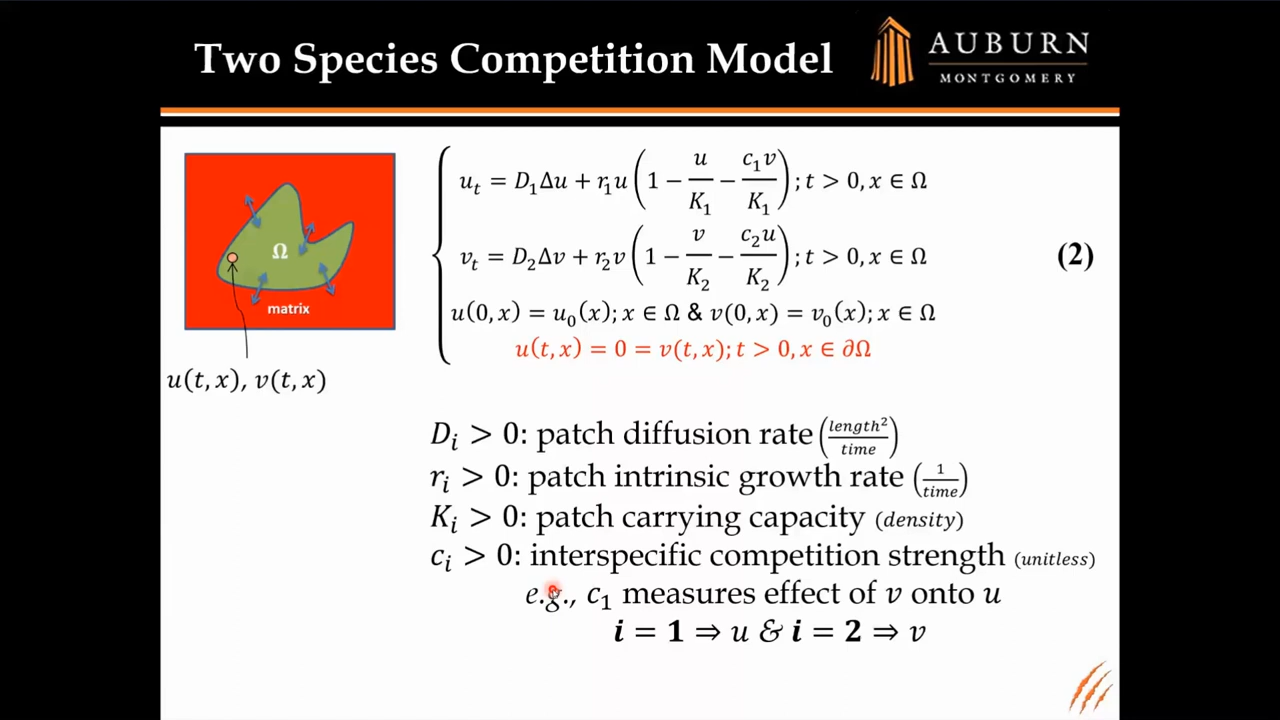 Two Species Competition Model
AUBURN
MONTGOMERY
Ω
matrix
u(t, x), v(t, x)
u_t = D_1Δu + r_1u(1 − u/K_1 − c_1v/K_1); t > 0, x ∈ Ω
v_t = D_2Δv + r_2v(1 − v/K_2 − c_2u/K_2); t > 0, x ∈ Ω
(2)
u(0, x) = u_0(x); x ∈ Ω & v(0, x) = v_0(x); x ∈ Ω
u(t, x) = 0 = v(t, x); t > 0, x ∈ ∂Ω
D_i > 0: patch diffusion rate (length²/time)
r_i > 0: patch intrinsic growth rate (1/time)
K_i > 0: patch carrying capacity (density)
c_i > 0: interspecific competition strength (unitless)
e.g., c_1 measures effect of v onto u
i = 1 ⇒ u & i = 2 ⇒ v